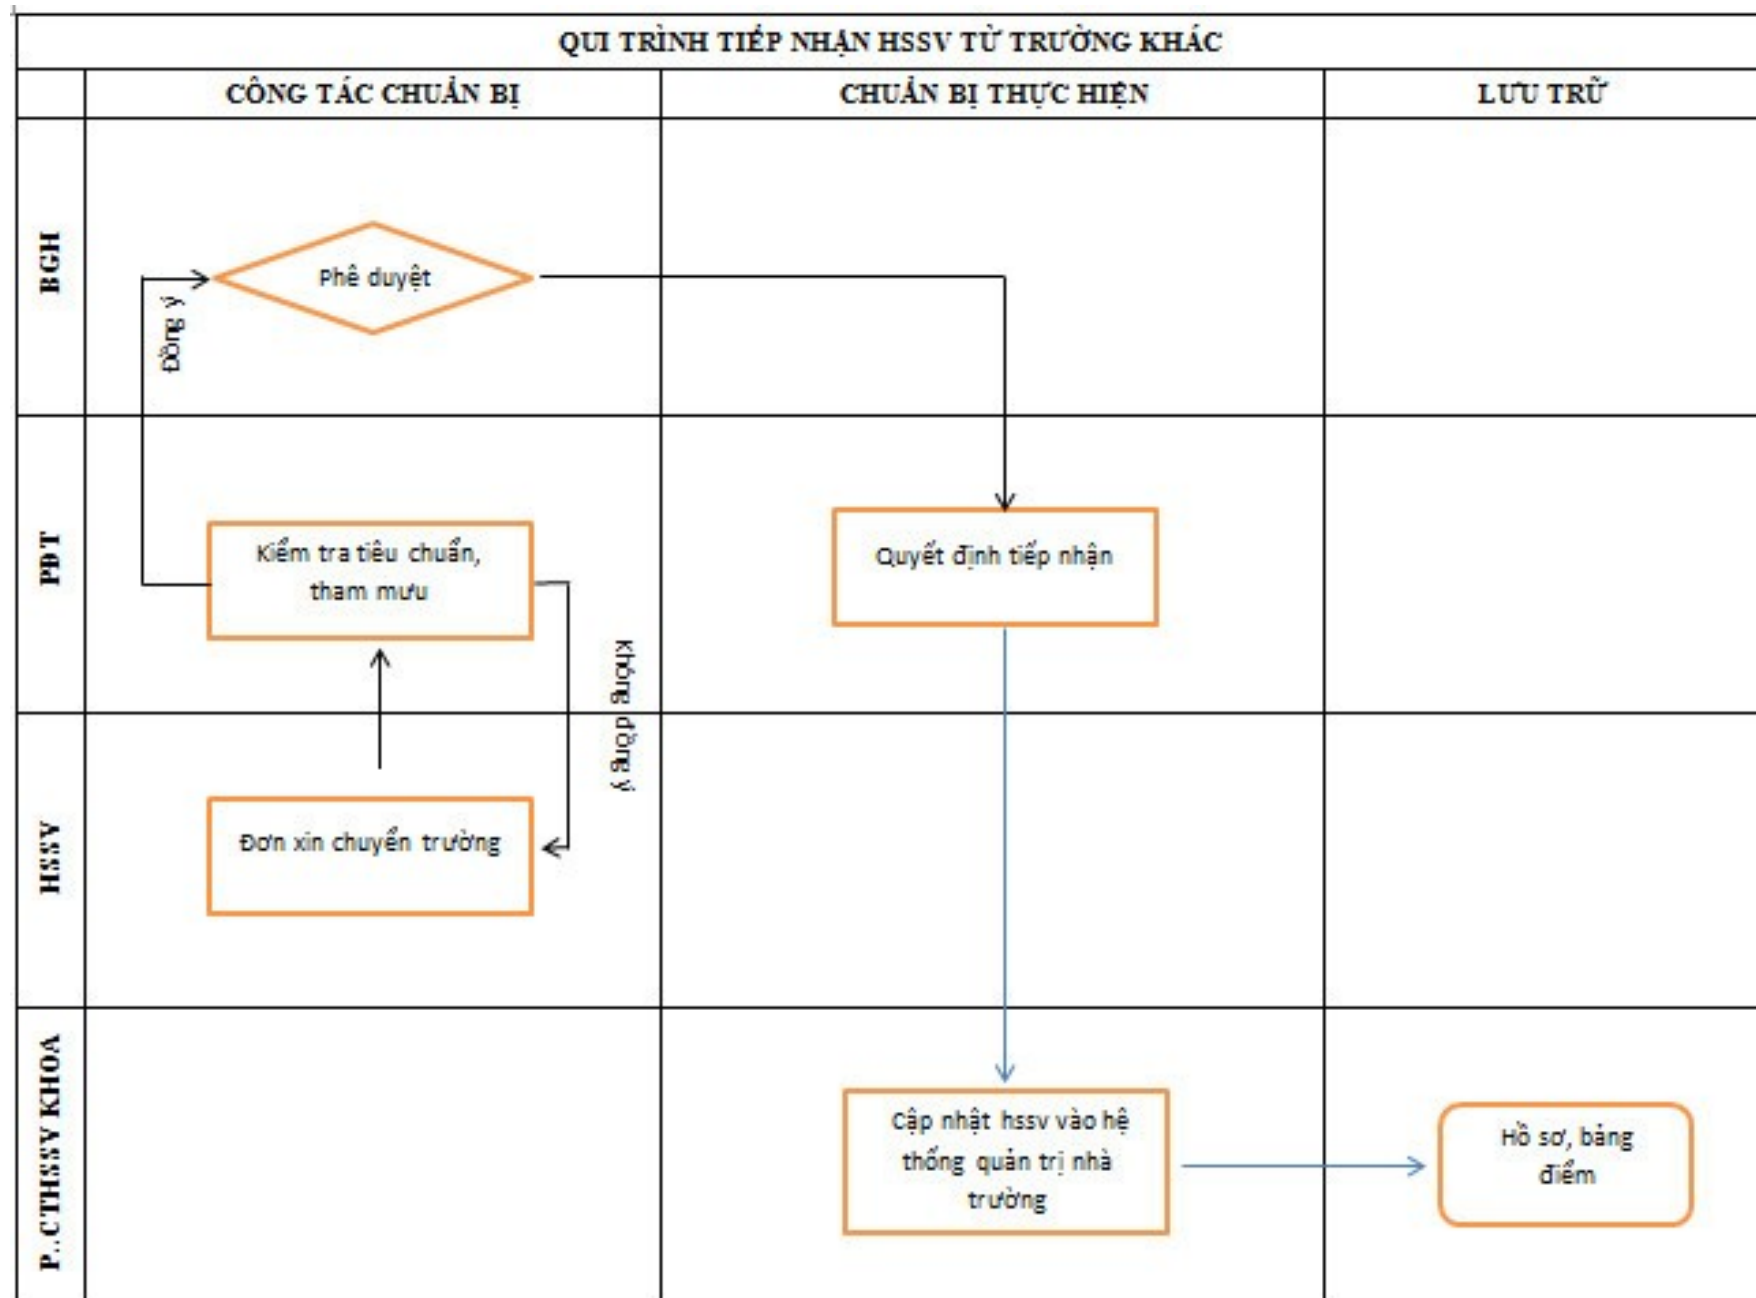 QUI TRÌNH TIẾP NHẬN HSSV TỪ TRƯỜNG KHÁC
CÔNG TÁC CHUẨN BỊ
CHUẨN BỊ THỰC HIỆN
LƯU TRỮ
BGH
Phê duyệt
Đồng ý
PĐT
Kiểm tra tiêu chuẩn,
tham mưu
Quyết định tiếp nhận
Không đồng ý
HSSV
Đơn xin chuyển trường
P..CTHSSV KHOA
Cập nhật hssv vào hệ
thống quản trị nhà
trường
Hồ sơ, bảng
điểm